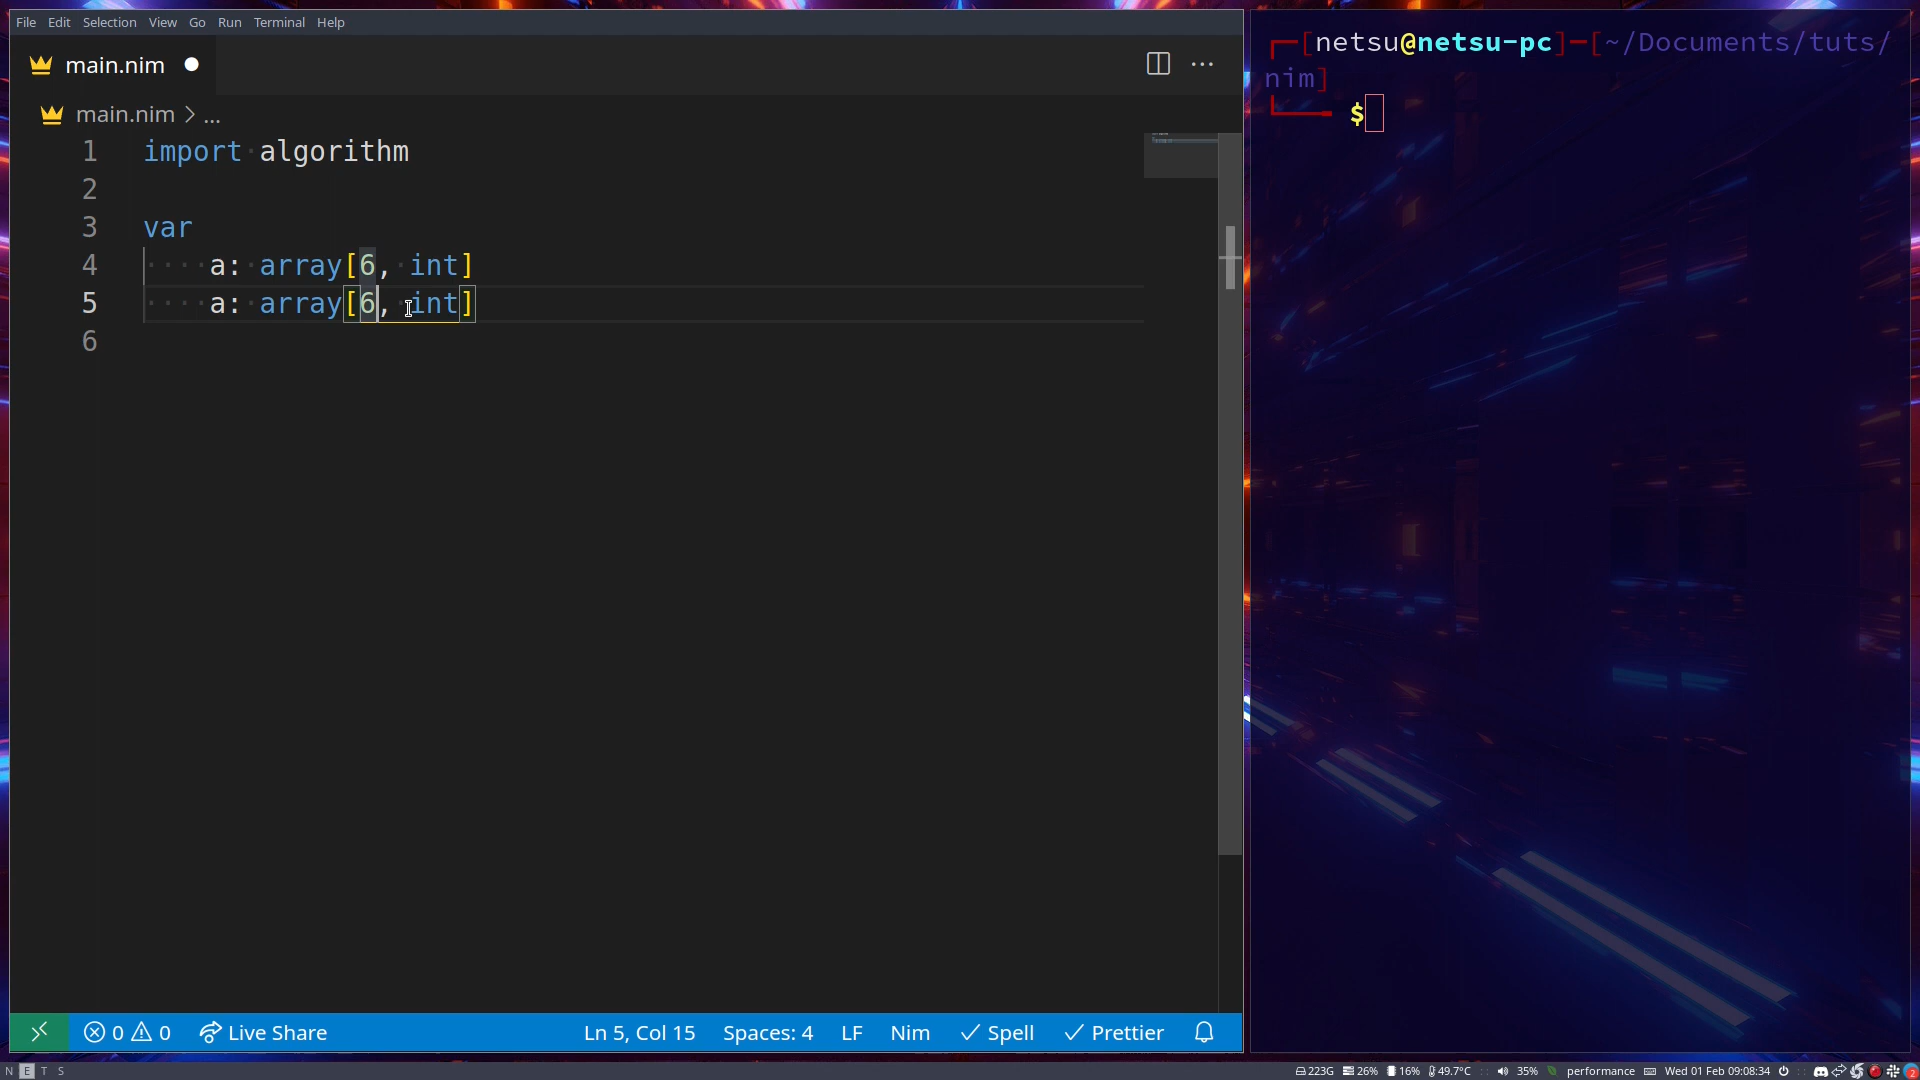 File Edit Selection View Go Run Terminal Help
main.nim
main.nim > ...
1 import algorithm
2
3 var
4 a: array[6, int]
5 a: array[6, int]
6
0 0 Live Share Ln 5, Col 15 Spaces: 4 LF Nim Spell Prettier
[netsu@netsu-pc]-[~/Documents/tuts/
nim]
$
N E T S 223G 26% 16% 49.7°C 35% performance Wed 01 Feb 09:08:34 2